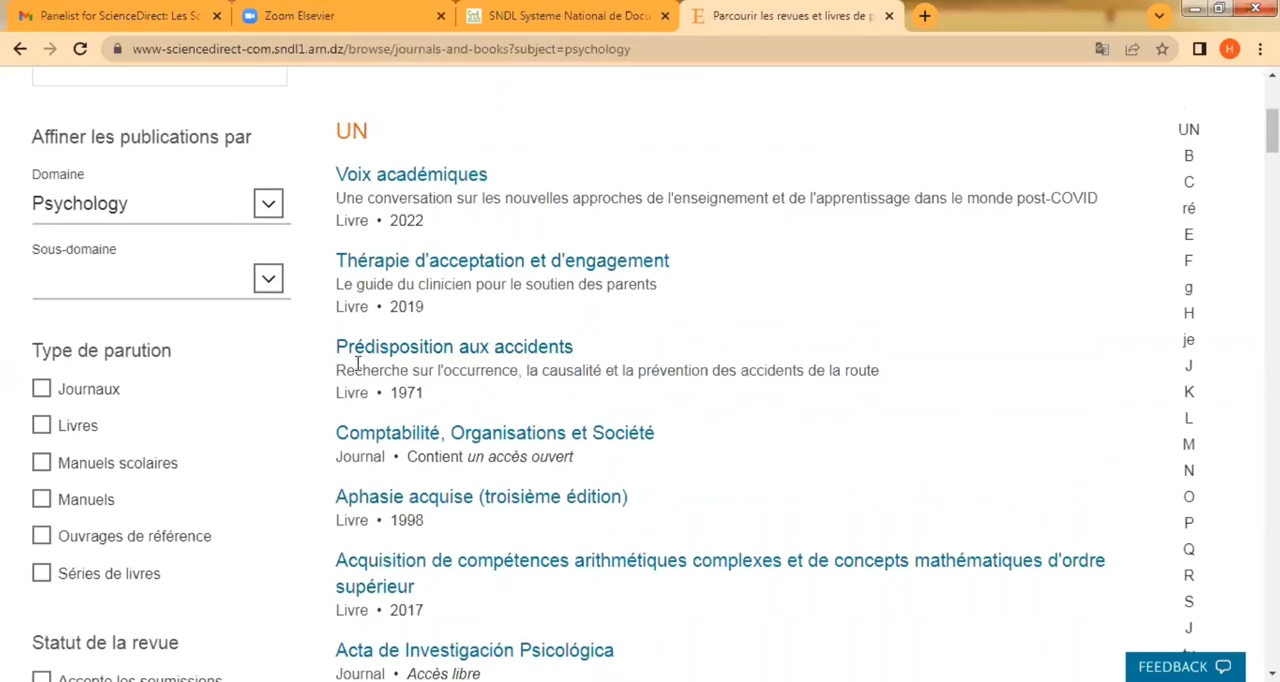 Panelist for ScienceDirect: Les Sc
Zoom Elsevier
SNDL Systeme National de Docu
Parcourir les revues et livres de p
www-sciencedirect-com.sndl1.arn.dz/browse/journals-and-books?subject=psychology
H
Affiner les publications par
Domaine
Psychology
Sous-domaine
Type de parution
Journaux
Livres
Manuels scolaires
Manuels
Ouvrages de référence
Séries de livres
Statut de la revue
Accepte les soumissions
UN
Voix académiques
Une conversation sur les nouvelles approches de l'enseignement et de l'apprentissage dans le monde post-COVID
Livre • 2022
Thérapie d'acceptation et d'engagement
Le guide du clinicien pour le soutien des parents
Livre • 2019
Prédisposition aux accidents
Recherche sur l'occurrence, la causalité et la prévention des accidents de la route
Livre • 1971
Comptabilité, Organisations et Société
Journal • Contient un accès ouvert
Aphasie acquise (troisième édition)
Livre • 1998
Acquisition de compétences arithmétiques complexes et de concepts mathématiques d'ordre
supérieur
Livre • 2017
Acta de Investigación Psicológica
Journal • Accès libre
UN
B
C
ré
E
F
g
H
je
J
K
L
M
N
O
P
Q
R
S
J
FEEDBACK